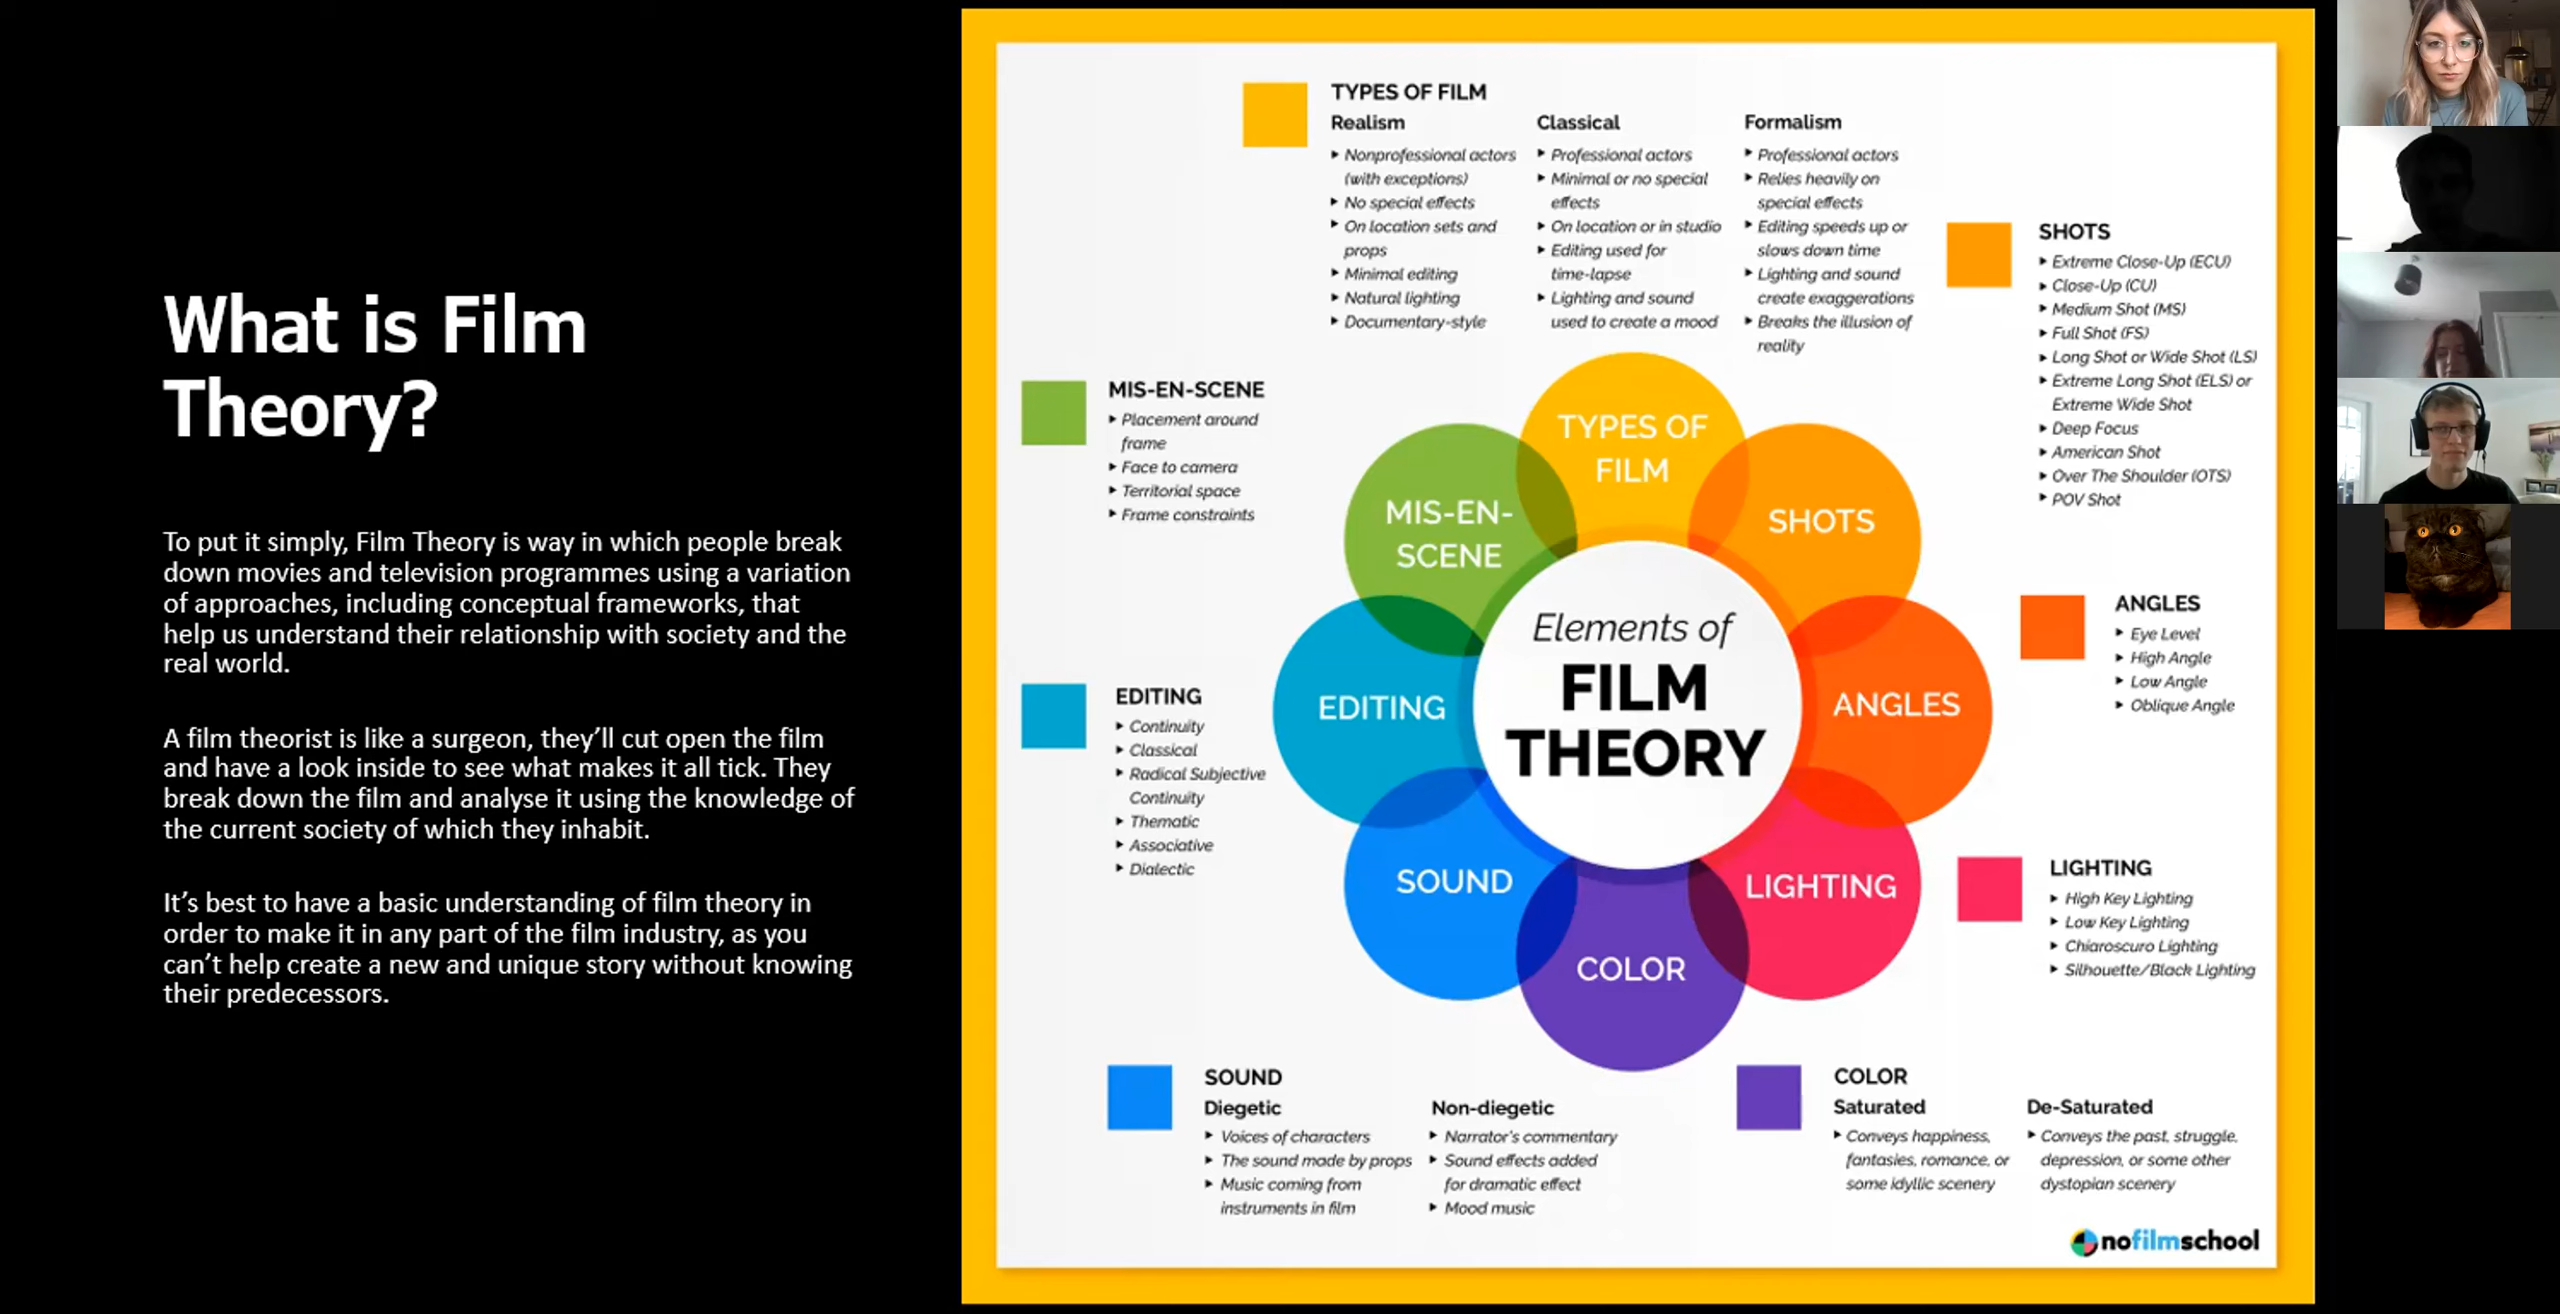 What is Film
Theory?
To put it simply, Film Theory is way in which people break
down movies and television programmes using a variation
of approaches, including conceptual frameworks, that
help us understand their relationship with society and the
real world.
A film theorist is like a surgeon, they’ll cut open the film
and have a look inside to see what makes it all tick. They
break down the film and analyse it using the knowledge of
the current society of which they inhabit.
It’s best to have a basic understanding of film theory in
order to make it in any part of the film industry, as you
can’t help create a new and unique story without knowing
their predecessors.
TYPES OF FILM
Realism
Nonprofessional actors
(with exceptions)
No special effects
On location sets and
props
Minimal editing
Natural lighting
Documentary-style
Classical
Professional actors
Minimal or no special
effects
On location or in studio
Editing used for
time-lapse
Lighting and sound
used to create a mood
Formalism
Professional actors
Relies heavily on
special effects
Editing speeds up or
slows down time
Lighting and sound
create exaggerations
Breaks the illusion of
reality
SHOTS
Extreme Close-Up (ECU)
Close-Up (CU)
Medium Shot (MS)
Full Shot (FS)
Long Shot or Wide Shot (LS)
Extreme Long Shot (ELS) or
Extreme Wide Shot
Deep Focus
American Shot
Over The Shoulder (OTS)
POV Shot
MIS-EN-SCENE
Placement around
frame
Face to camera
Territorial space
Frame constraints
TYPES OF
FILM
MIS-EN-
SCENE
SHOTS
Elements of
FILM
THEORY
EDITING
ANGLES
SOUND
LIGHTING
COLOR
ANGLES
Eye Level
High Angle
Low Angle
Oblique Angle
EDITING
Continuity
Classical
Radical Subjective
Continuity
Thematic
Associative
Dialectic
LIGHTING
High Key Lighting
Low Key Lighting
Chiaroscuro Lighting
Silhouette/Black Lighting
SOUND
Diegetic
Voices of characters
The sound made by props
Music coming from
instruments in film
Non-diegetic
Narrator's commentary
Sound effects added
for dramatic effect
Mood music
COLOR
Saturated
Conveys happiness,
fantasies, romance, or
some idyllic scenery
De-Saturated
Conveys the past, struggle,
depression, or some other
dystopian scenery
nofilmschool